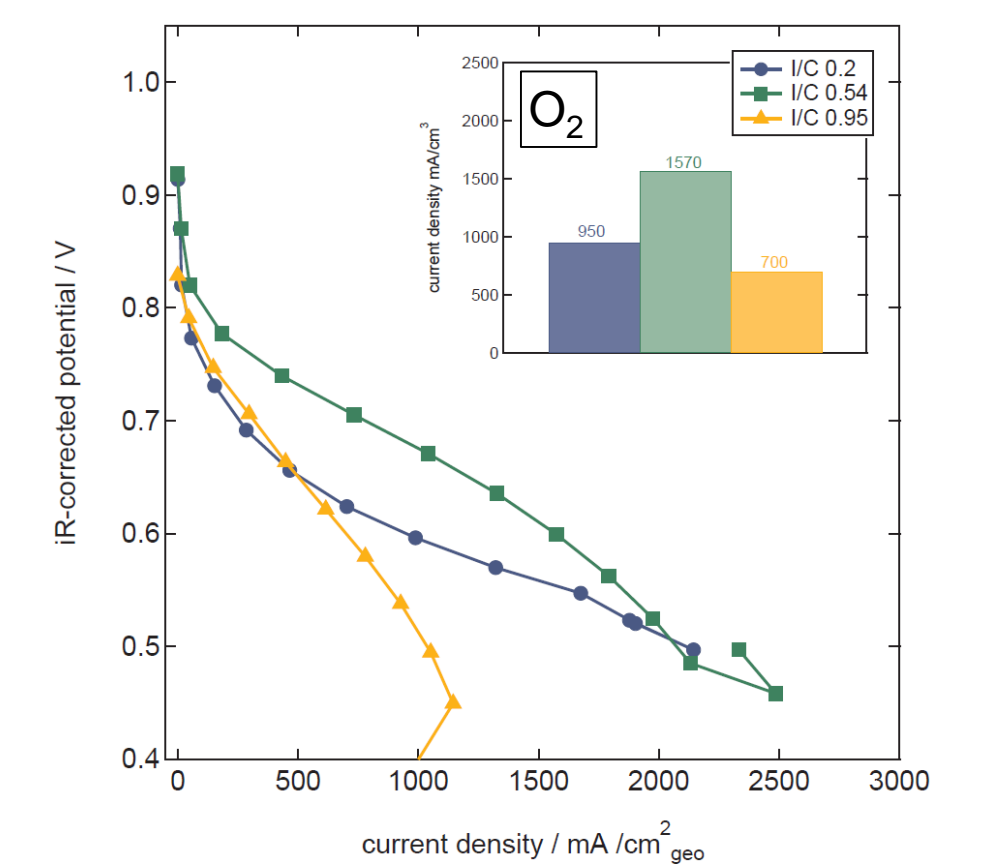 1.0
0.9
0.8
0.7
0.6
0.5
0.4
iR-corrected potential / V
0 500 1000 1500 2000 2500 3000
current density / mA /cm²geo
2500
2000
1500
1000
500
0
current density mA/cm³
O₂
950
1570
700
I/C 0.2
I/C 0.54
I/C 0.95